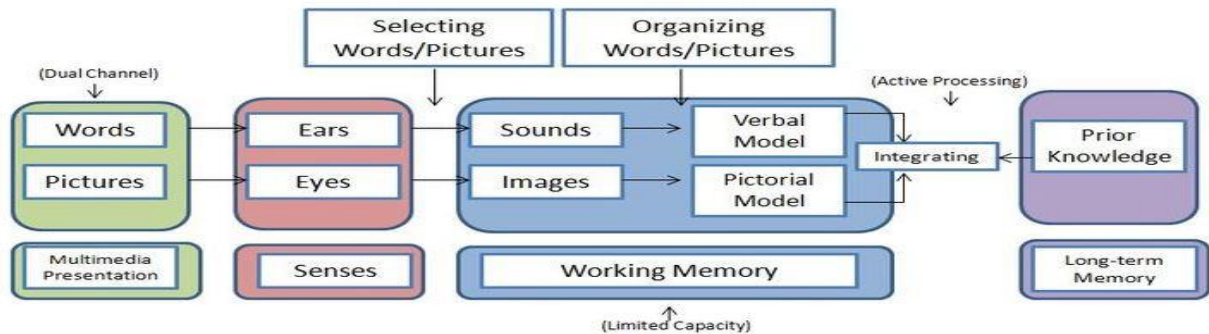 Selecting
Words/Pictures
Organizing
Words/Pictures
(Dual Channel)
(Active Processing)
Words
Ears
Sounds
Verbal
Model
Integrating
Prior
Knowledge
Pictures
Eyes
Images
Pictorial
Model
Multimedia
Presentation
Senses
Working Memory
Long-term
Memory
(Limited Capacity)